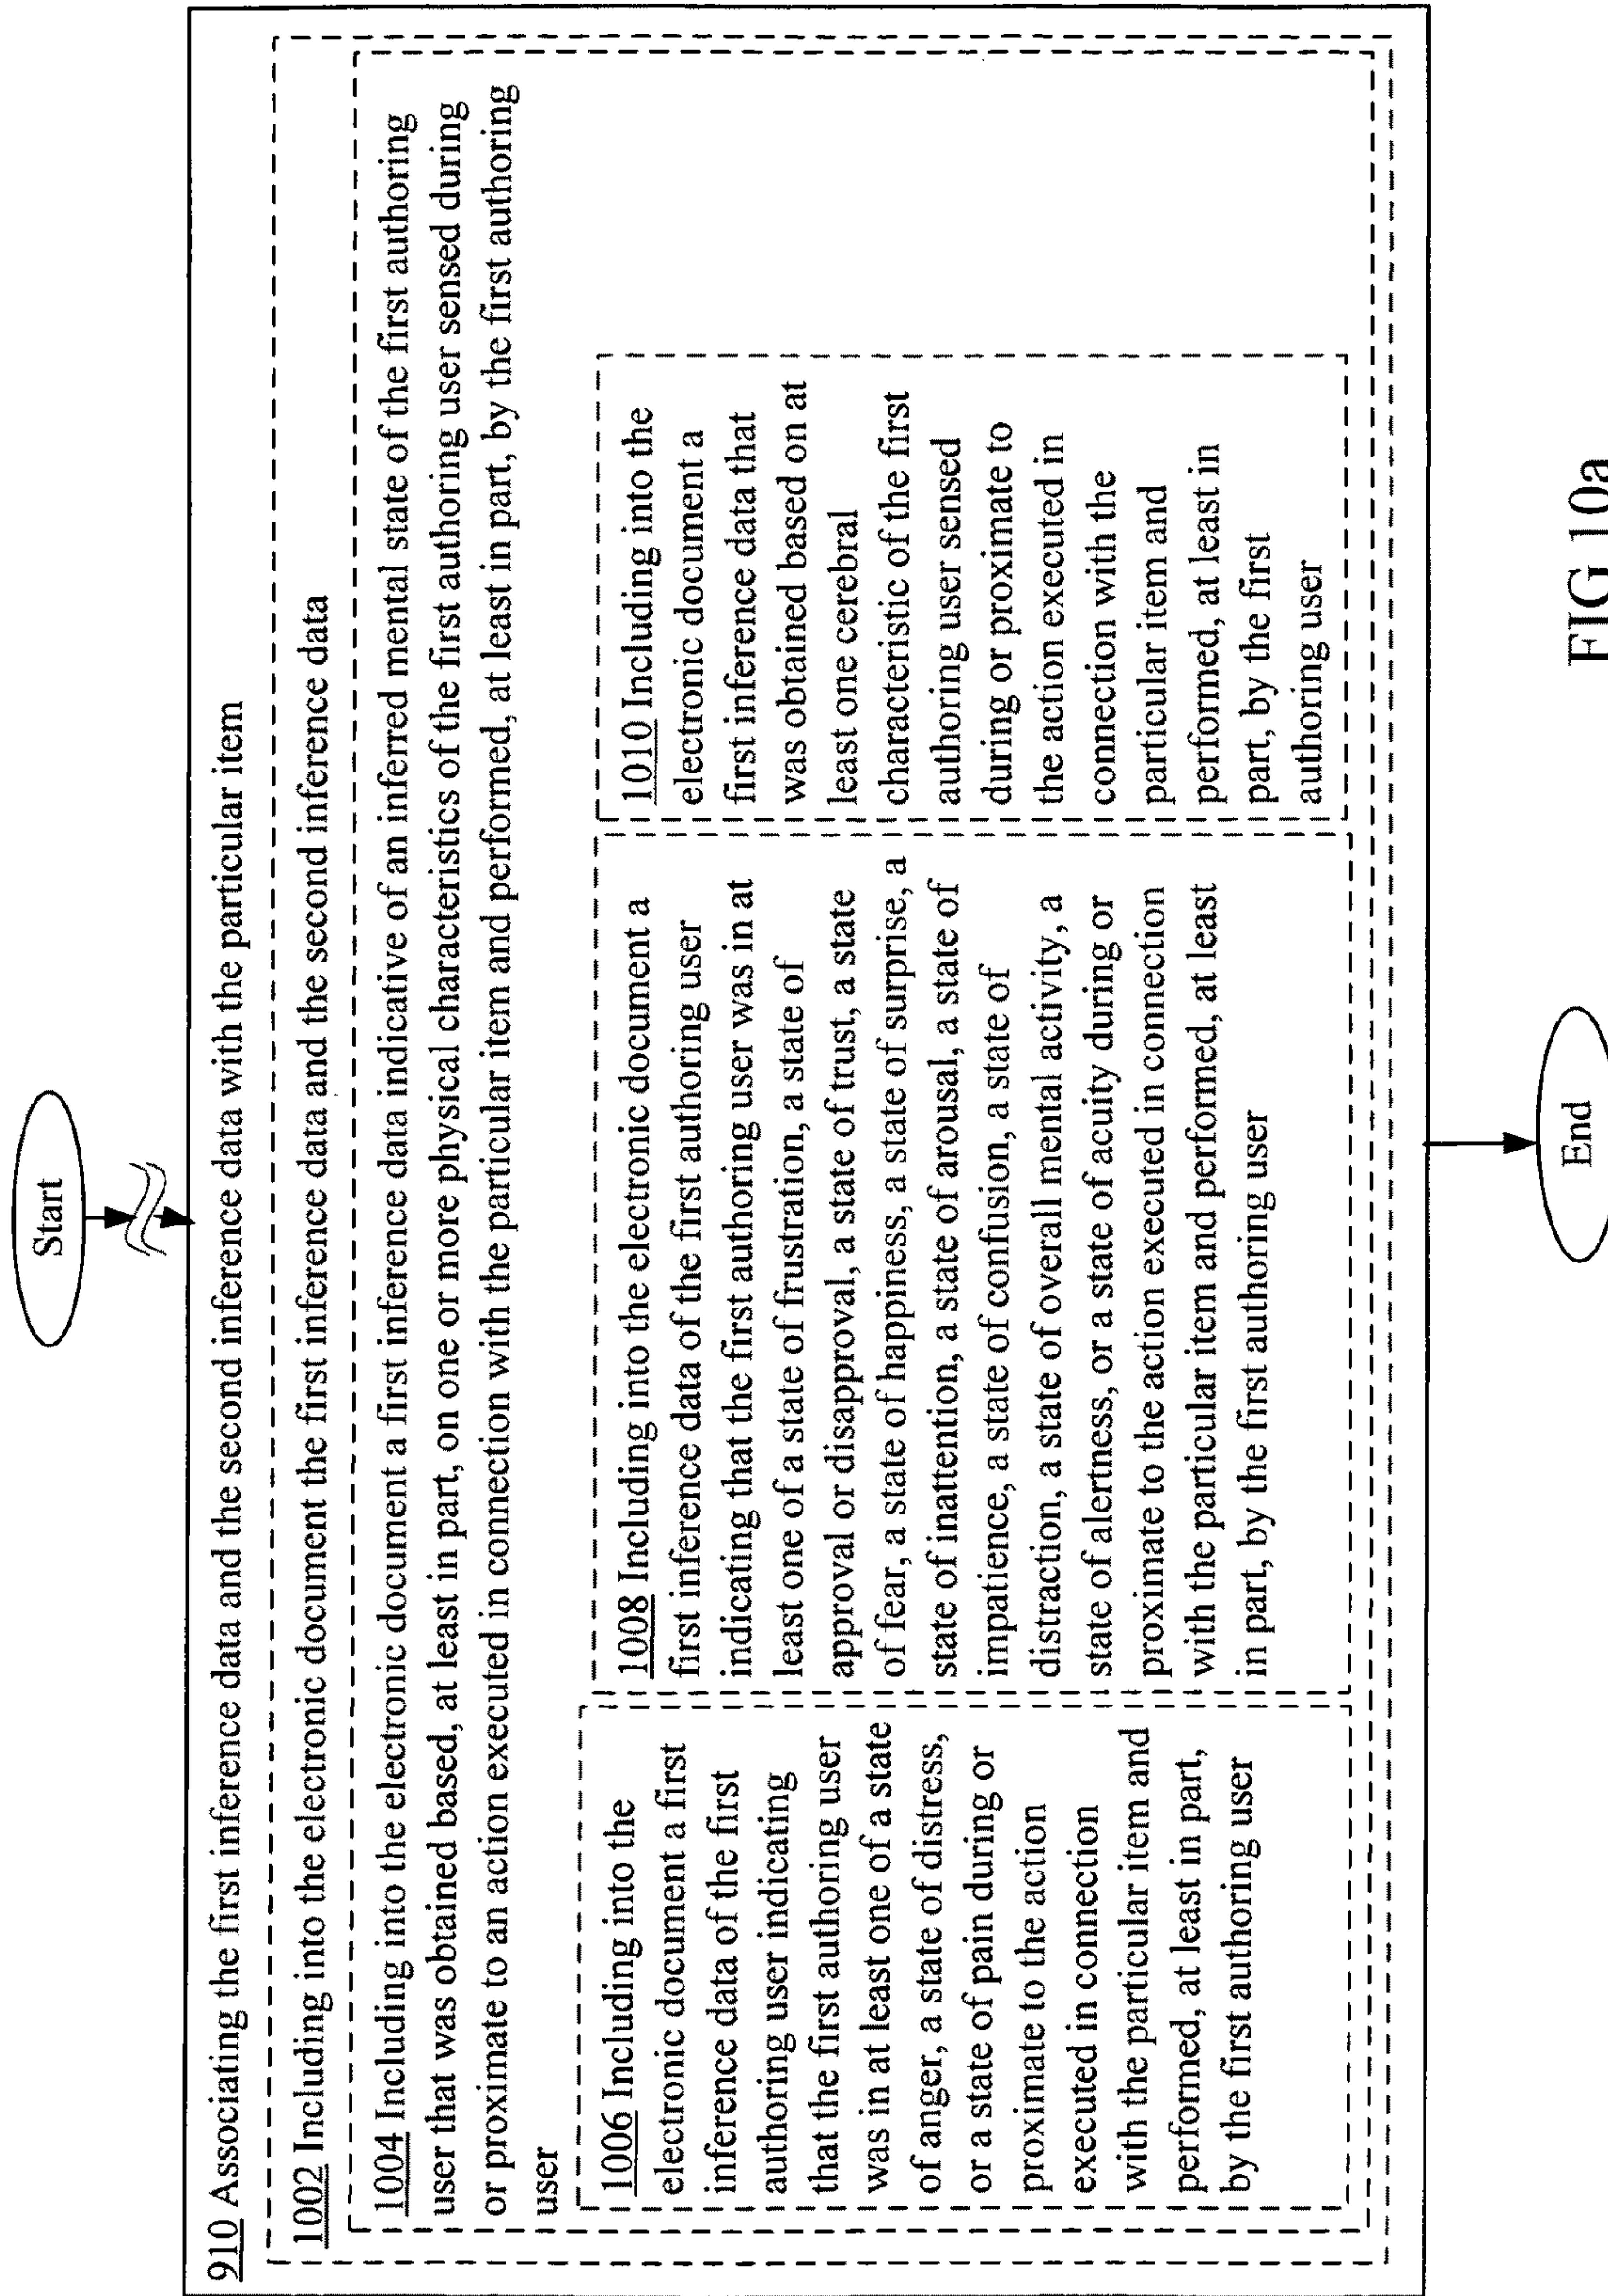 Start
910 Associating the first inference data and the second inference data with the particular item
1002 Including into the electronic document the first inference data and the second inference data
1004 Including into the electronic document a first inference data indicative of an inferred mental state of the first authoring
user that was obtained based, at least in part, on one or more physical characteristics of the first authoring user sensed during
or proximate to an action executed in connection with the particular item and performed, at least in part, by the first authoring
user
1006 Including into the
electronic document a first
inference data of the first
authoring user indicating
that the first authoring user
was in at least one of a state
of anger, a state of distress,
or a state of pain during or
proximate to the action
executed in connection
with the particular item and
performed, at least in part,
by the first authoring user
1008 Including into the electronic document a
first inference data of the first authoring user
indicating that the first authoring user was in at
least one of a state of frustration, a state of
approval or disapproval, a state of trust, a state
of fear, a state of happiness, a state of surprise, a
state of inattention, a state of arousal, a state of
impatience, a state of confusion, a state of
distraction, a state of overall mental activity, a
state of alertness, or a state of acuity during or
proximate to the action executed in connection
with the particular item and performed, at least
in part, by the first authoring user
1010 Including into the
electronic document a
first inference data that
was obtained based on at
least one cerebral
characteristic of the first
authoring user sensed
during or proximate to
the action executed in
connection with the
particular item and
performed, at least in
part, by the first
authoring user
End
FIG 10a